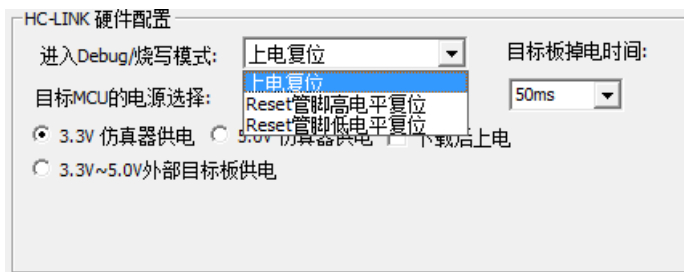 HC-LINK 硬件配置
进入Debug/烧写模式: 上电复位 目标板掉电时间:
上电复位
目标MCU的电源选择: Reset管脚高电平复位 50ms
Reset管脚低电平复位
3.3V 仿真器供电 5.0V 仿真器供电 下载后上电
3.3V~5.0V外部目标板供电